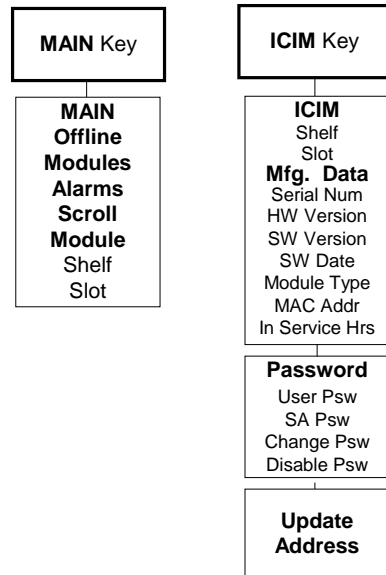 MAIN Key
MAIN
Offline
Modules
Alarms
Scroll
Module
Shelf
Slot
ICIM Key
ICIM
Shelf
Slot
Mfg. Data
Serial Num
HW Version
SW Version
SW Date
Module Type
MAC Addr
In Service Hrs
Password
User Psw
SA Psw
Change Psw
Disable Psw
Update
Address